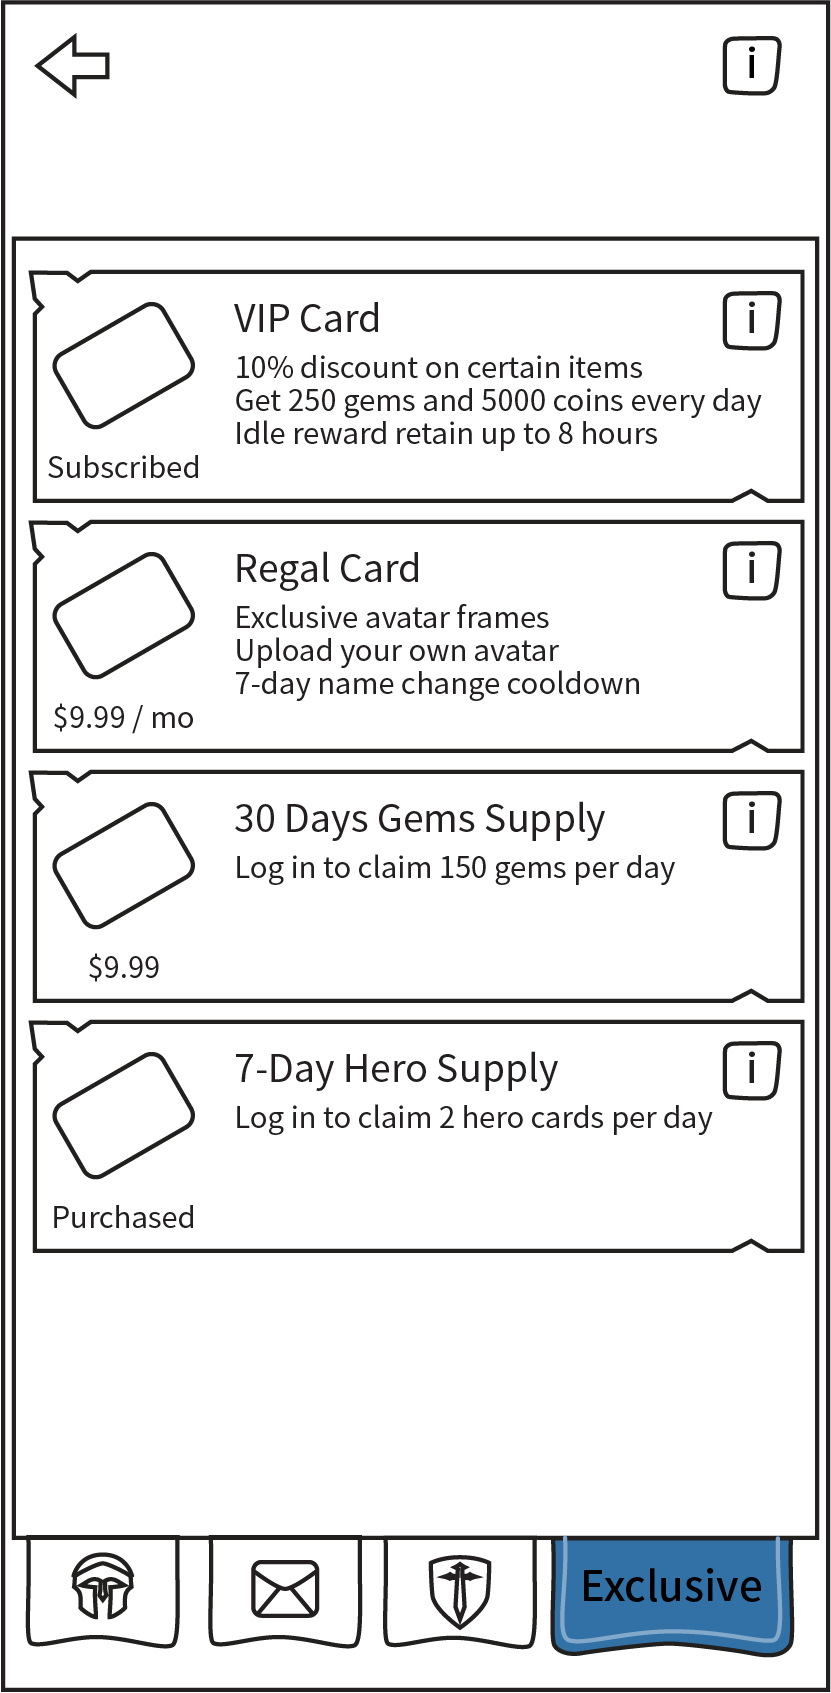 i
VIP Card
i
10% discount on certain items
Get 250 gems and 5000 coins every day
Idle reward retain up to 8 hours
Subscribed
Regal Card
i
Exclusive avatar frames
Upload your own avatar
7-day name change cooldown
$9.99 / mo
30 Days Gems Supply
i
Log in to claim 150 gems per day
$9.99
7-Day Hero Supply
i
Log in to claim 2 hero cards per day
Purchased
Exclusive